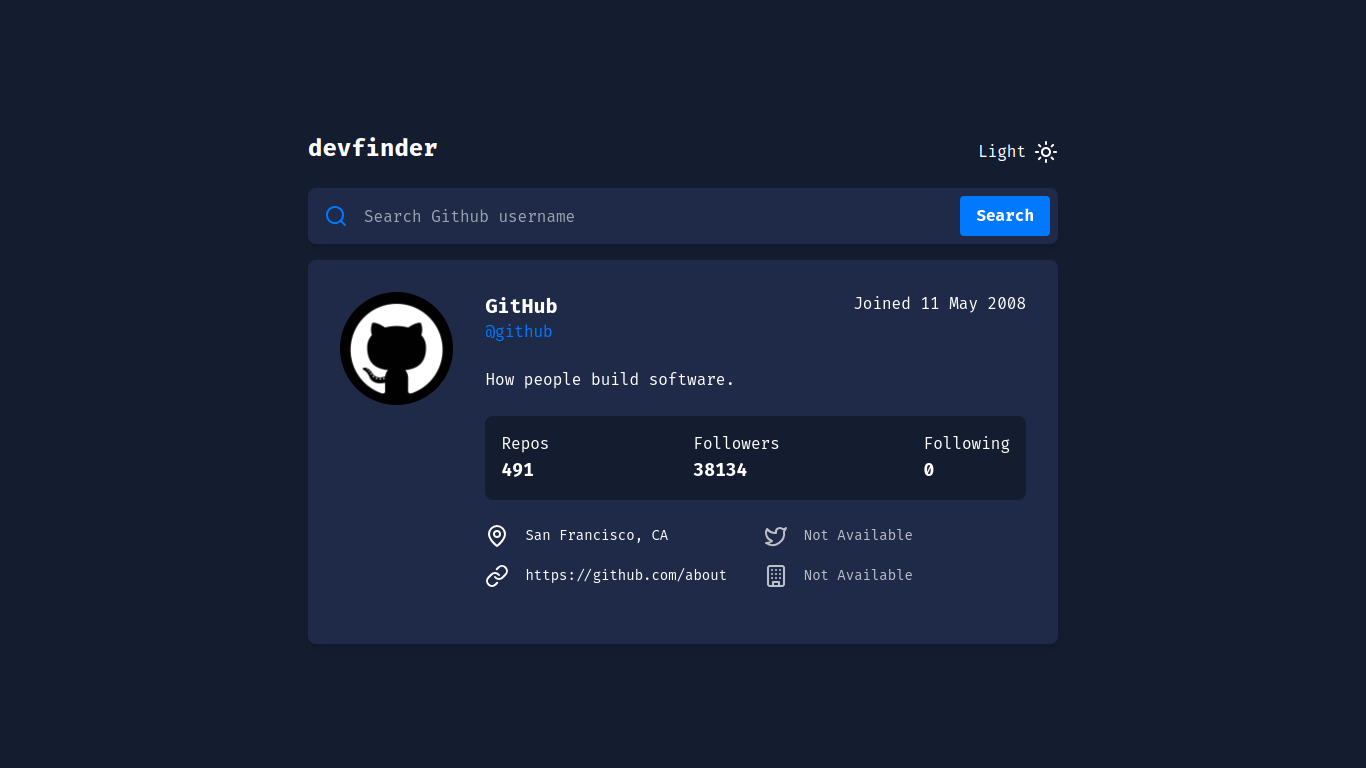 devfinder
Light
Search Github username
Search
GitHub
Joined 11 May 2008
@github
How people build software.
Repos
Followers
Following
491
38134
0
San Francisco, CA
Not Available
https://github.com/about
Not Available